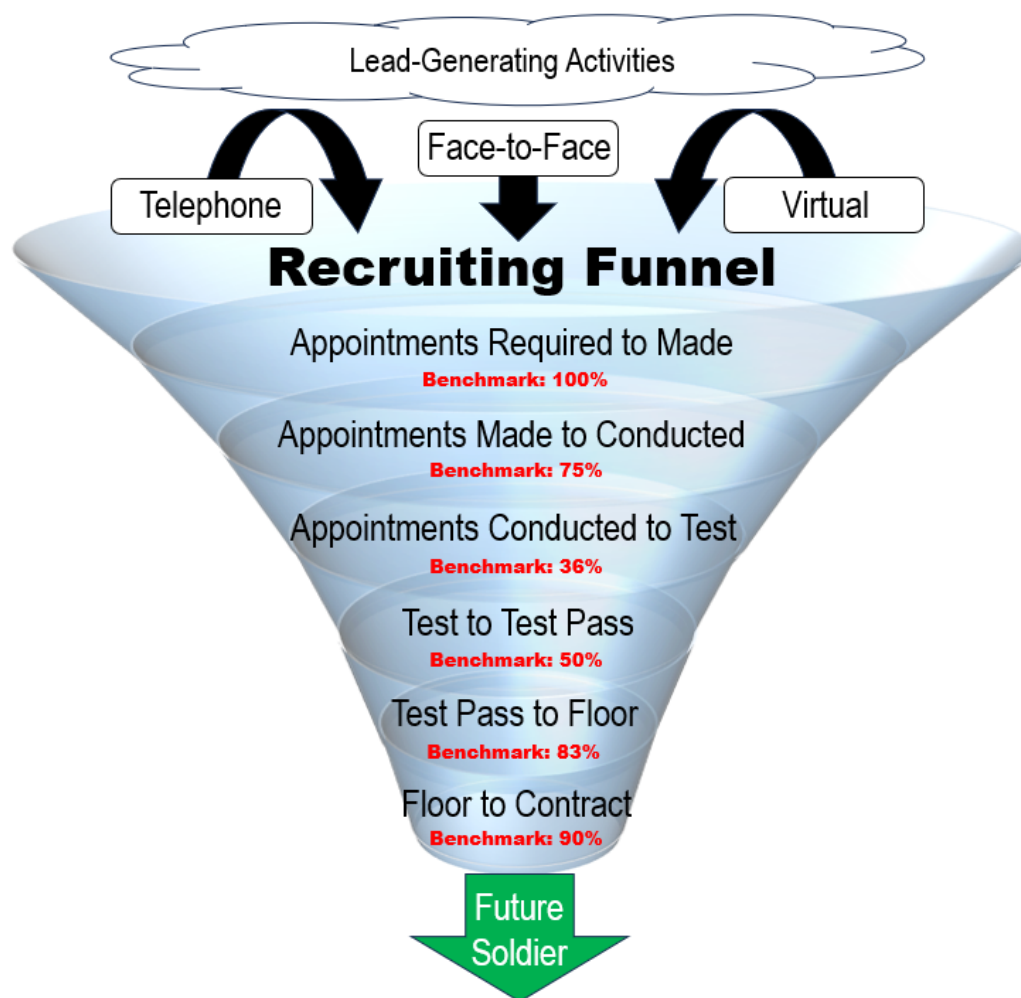 Lead-Generating Activities
Face-to-Face
Telephone
Virtual
Recruiting Funnel
Appointments Required to Made
Benchmark: 100%
Appointments Made to Conducted
Benchmark: 75%
Appointments Conducted to Test
Benchmark: 36%
Test to Test Pass
Benchmark: 50%
Test Pass to Floor
Benchmark: 83%
Floor to Contract
Benchmark: 90%
Future
Soldier